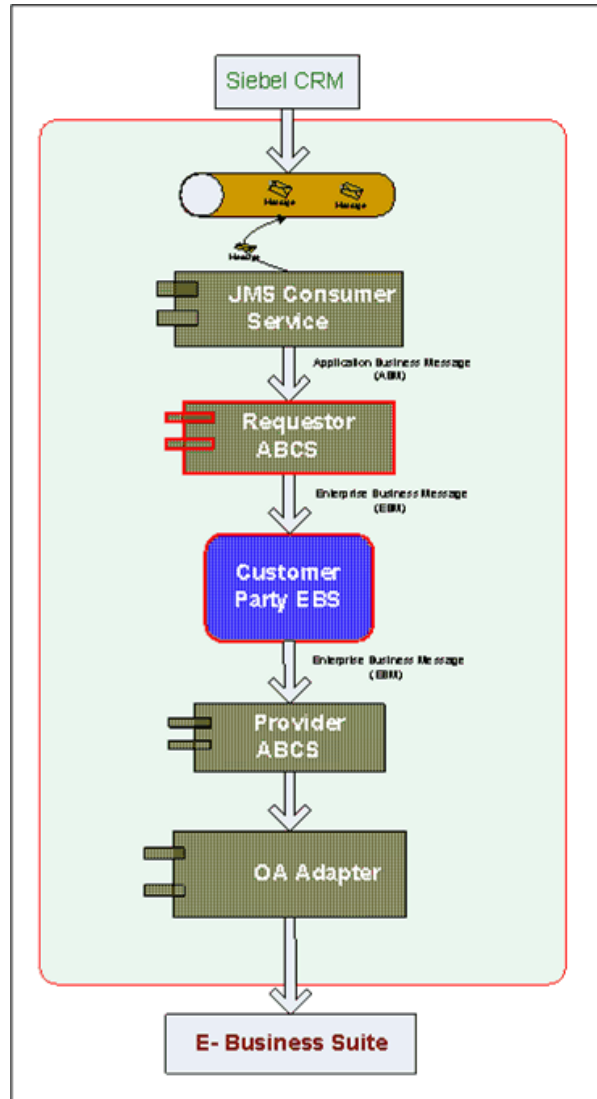 Siebel CRM
Message
Message
Message
JMS Consumer
Service
Application Business Message
(ABM)
Requestor
ABCS
Enterprise Business Message
(EBM)
Customer
Party EBS
Enterprise Business Message
(EBM)
Provider
ABCS
OA Adapter
E- Business Suite